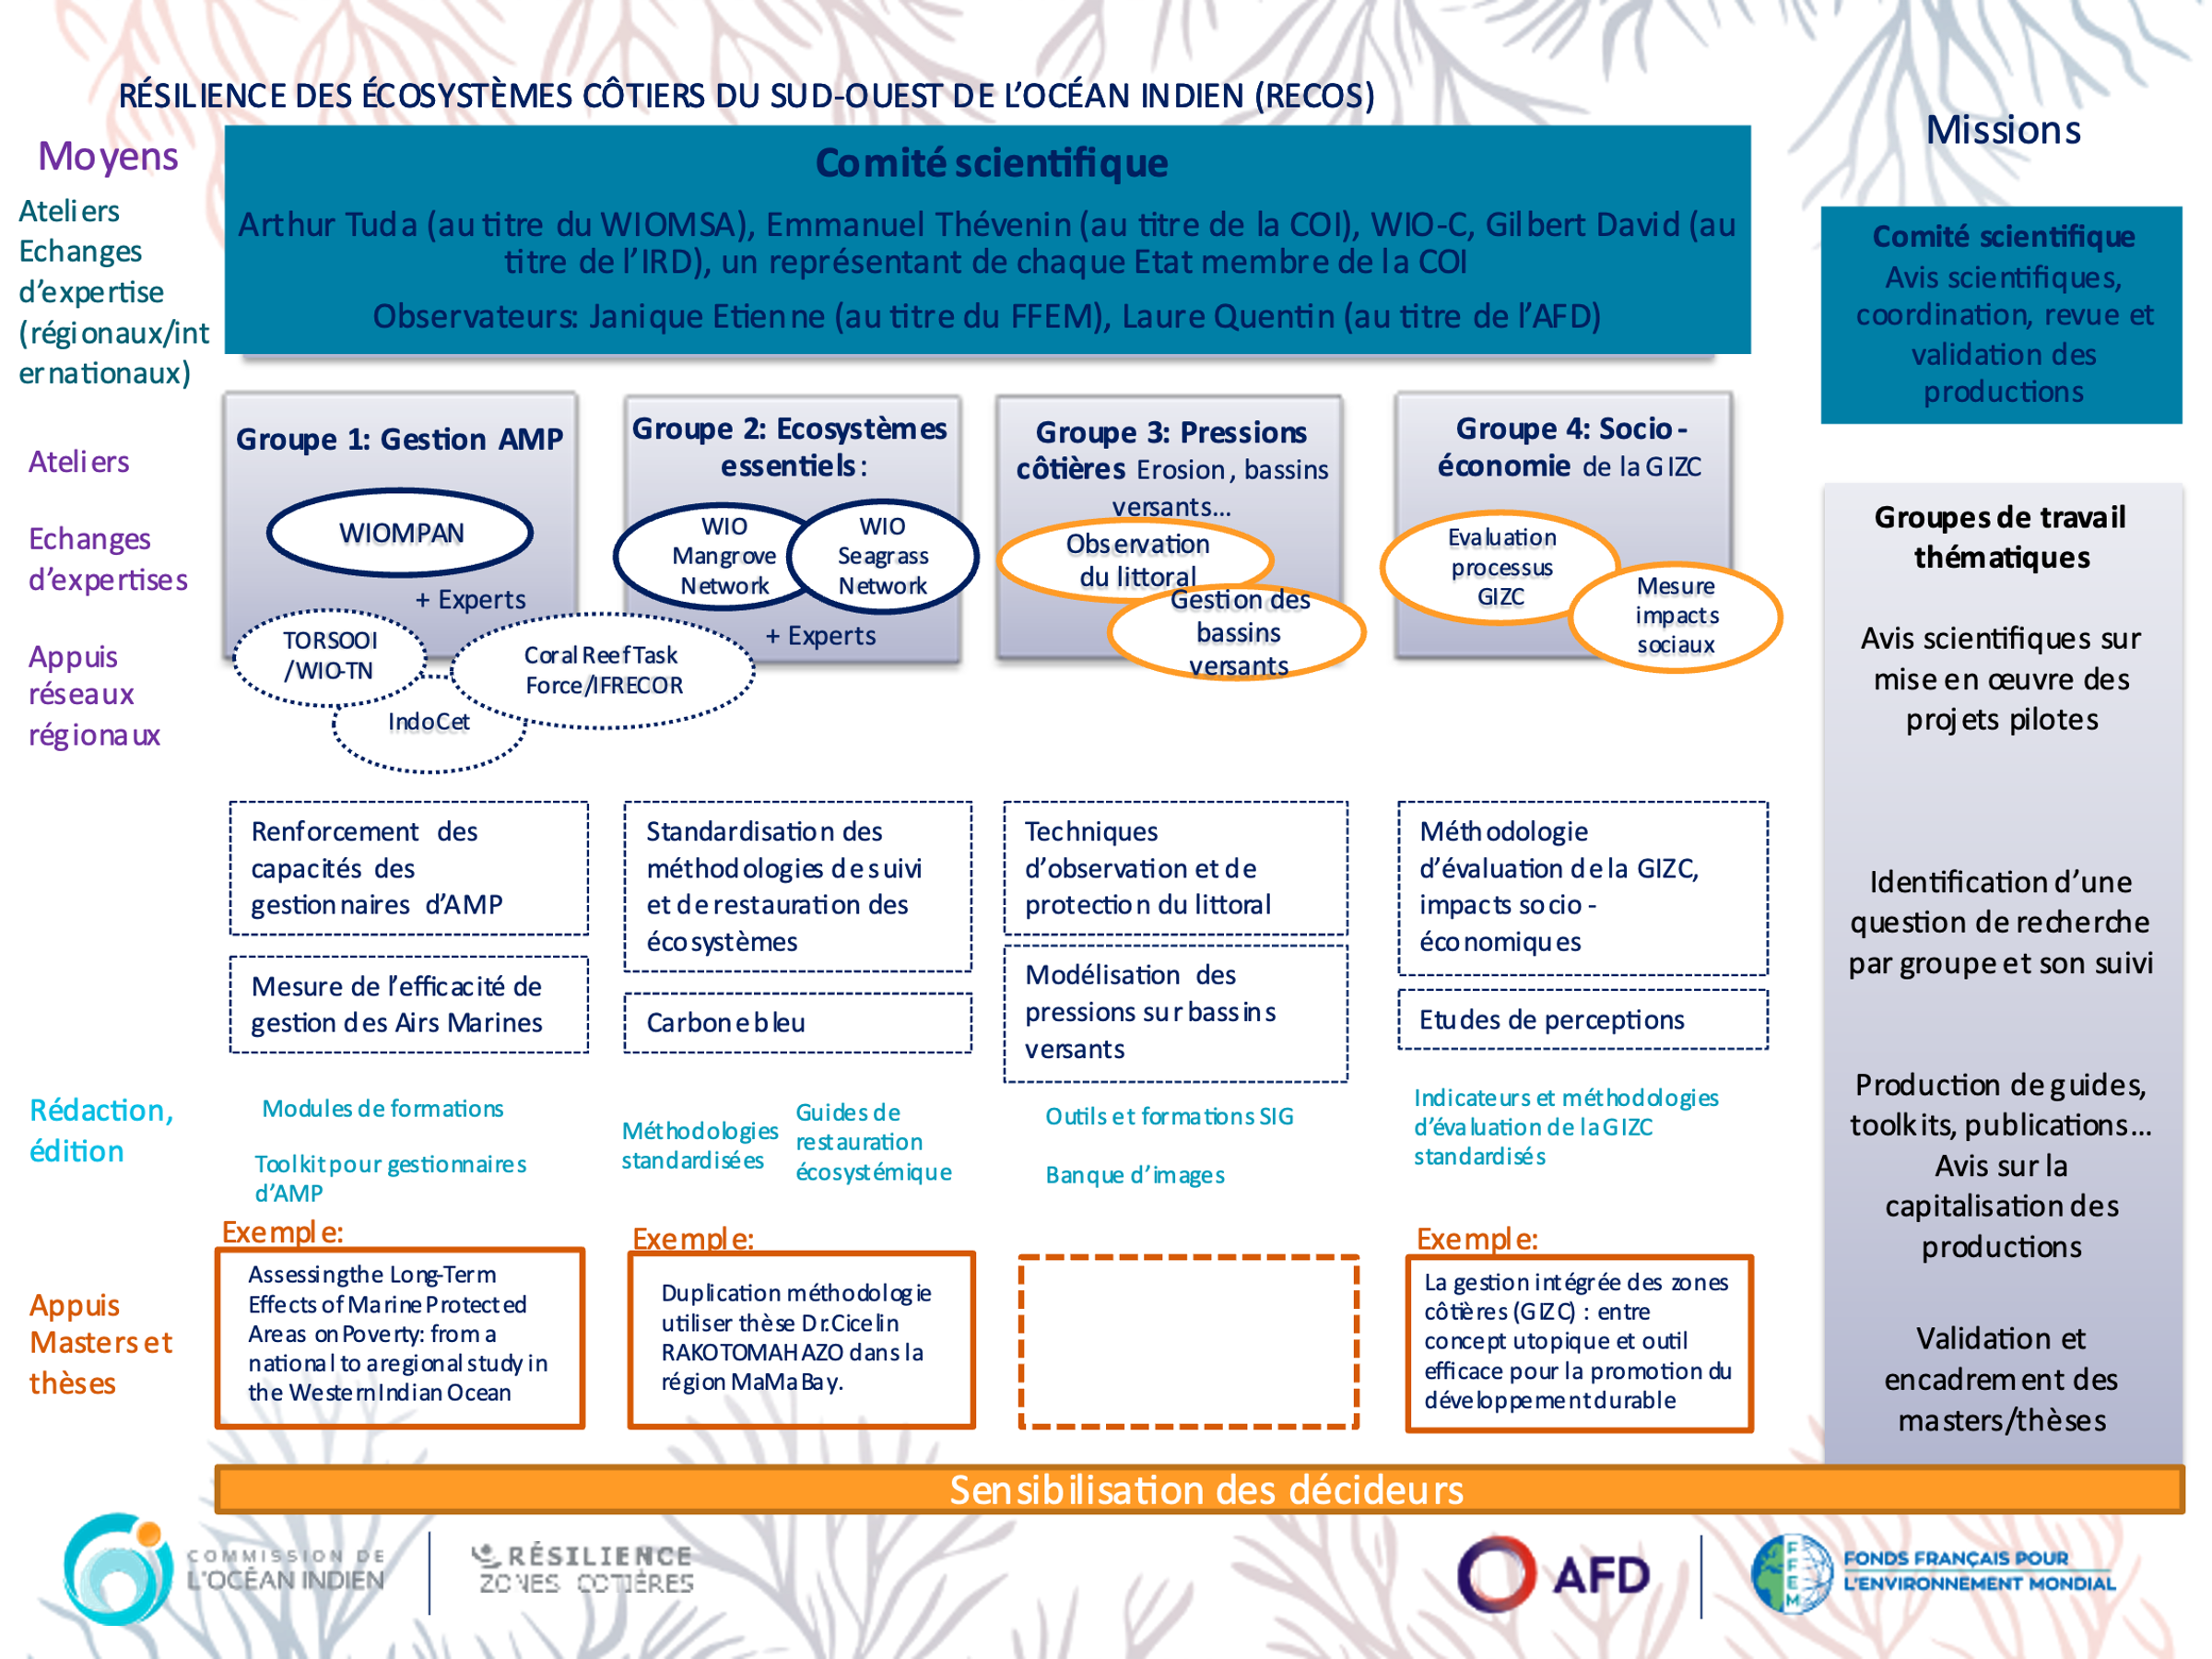 RÉSILIENCE DES ÉCOSYSTÈMES CÔTIERS DU SUD-OUEST DE L'OCÉAN INDIEN (RECOS)
Moyens
Missions
Comité scientifique
Arthur Tuda (au titre du WIOMSA), Emmanuel Thévenin (au titre de la COI), WIO-C, Gilbert David (au
titre de l'IRD), un représentant de chaque Etat membre de la COI
Observateurs: Janique Etienne (au titre du FFEM), Laure Quentin (au titre de l'AFD)
Ateliers
Echanges
d'expertise
(régionaux/int
ernationaux)
Comité scientifique
Avis scientifiques,
coordination, revue et
validation des
productions
Ateliers
Echanges
d'expertises
Appuis
réseaux
régionaux
Groupe 1: Gestion AMP
WIOMPAN
+ Experts
TORSOOI
/WIO-TN
IndoCet
Coral Reef Task
Force/IFRECOR
Groupe 2: Ecosystèmes
essentiels :
WIO
Mangrove
Network
WIO
Seagrass
Network
+ Experts
Groupe 3: Pressions
côtières Erosion, bassins
versants...
Observation
du littoral
Gestion des
bassins
versants
Groupe 4: Socio-
économie de la GIZC
Evaluation
processus
GIZC
Mesure
impacts
sociaux
Groupes de travail
thématiques
Avis scientifiques sur
mise en œuvre des
projets pilotes
Identification d'une
question de recherche
par groupe et son suivi
Production de guides,
toolkits, publications...
Avis sur la
capitalisation des
productions
Validation et
encadrement des
masters/thèses
Renforcement des
capacités des
gestionnaires d'AMP
Mesure de l'efficacité de
gestion des Airs Marines
Standardisation des
méthodologies de suivi
et de restauration des
écosystèmes
Carbone bleu
Techniques
d'observation et de
protection du littoral
Modélisation des
pressions sur bassins
versants
Méthodologie
d'évaluation de la GIZC,
impacts socio-
économiques
Etudes de perceptions
Rédaction,
édition
Modules de formations
Toolkit pour gestionnaires
d'AMP
Méthodologies
standardisées
Guides de
restauration
écosystémique
Outils et formations SIG
Banque d'images
Indicateurs et méthodologies
d'évaluation de la GIZC
standardisés
Appuis
Masters et
thèses
Exemple:
Assessing the Long-Term
Effects of Marine Protected
Areas on Poverty: from a
national to a regional study in
the Western Indian Ocean
Exemple:
Duplication méthodologie
utiliser thèse Dr.Cicelin
RAKOTOMAHAZO dans la
région MaMaBay.
Exemple:
La gestion intégrée des zones
côtières (GIZC) : entre
concept utopique et outil
efficace pour la promotion du
développement durable
Sensibilisation des décideurs
COMMISSION DE
L'OCÉAN INDIEN
RÉSILIENCE
ZONES COTIÈRES
AFD
FFEM
FONDS FRANÇAIS POUR
L'ENVIRONNEMENT MONDIAL